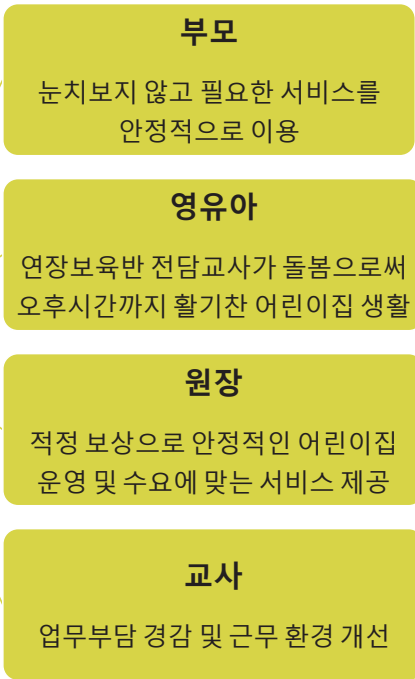 부모
눈치보지 않고 필요한 서비스를
안정적으로 이용
영유아
연장보육반 전담교사가 돌봄으로써
오후시간까지 활기찬 어린이집 생활
원장
적정 보상으로 안정적인 어린이집
운영 및 수요에 맞는 서비스 제공
교사
업무부담 경감 및 근무 환경 개선